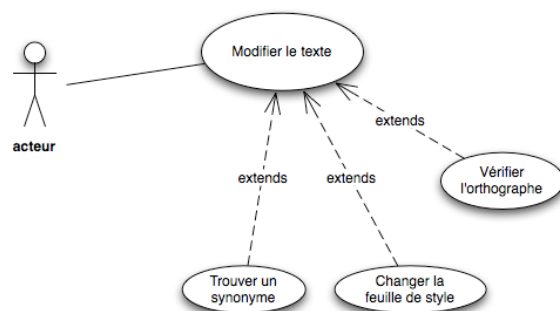 Modifier le texte
acteur
extends
Vérifier
l'orthographe
extends
extends
Trouver un
synonyme
Changer la
feuille de style